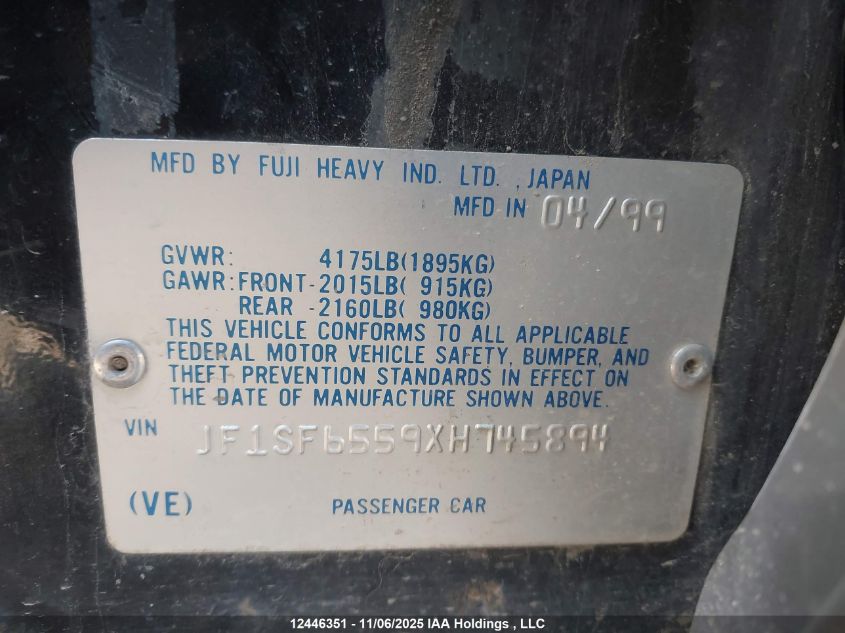 MFD BY FUJI HEAVY IND. LTD. , JAPAN
MFD IN 04/99
GVWR: 4175LB(1895KG)
GAWR:FRONT-2015LB( 915KG)
REAR -2160LB( 980KG)
THIS VEHICLE CONFORMS TO ALL APPLICABLE
FEDERAL MOTOR VEHICLE SAFETY, BUMPER, AND
THEFT PREVENTION STANDARDS IN EFFECT ON
THE DATE OF MANUFACTURE SHOWN ABOVE.
VIN JF1SF6559XH745894
(VE) PASSENGER CAR
12446351 - 11/06/2025 IAA Holdings , LLC